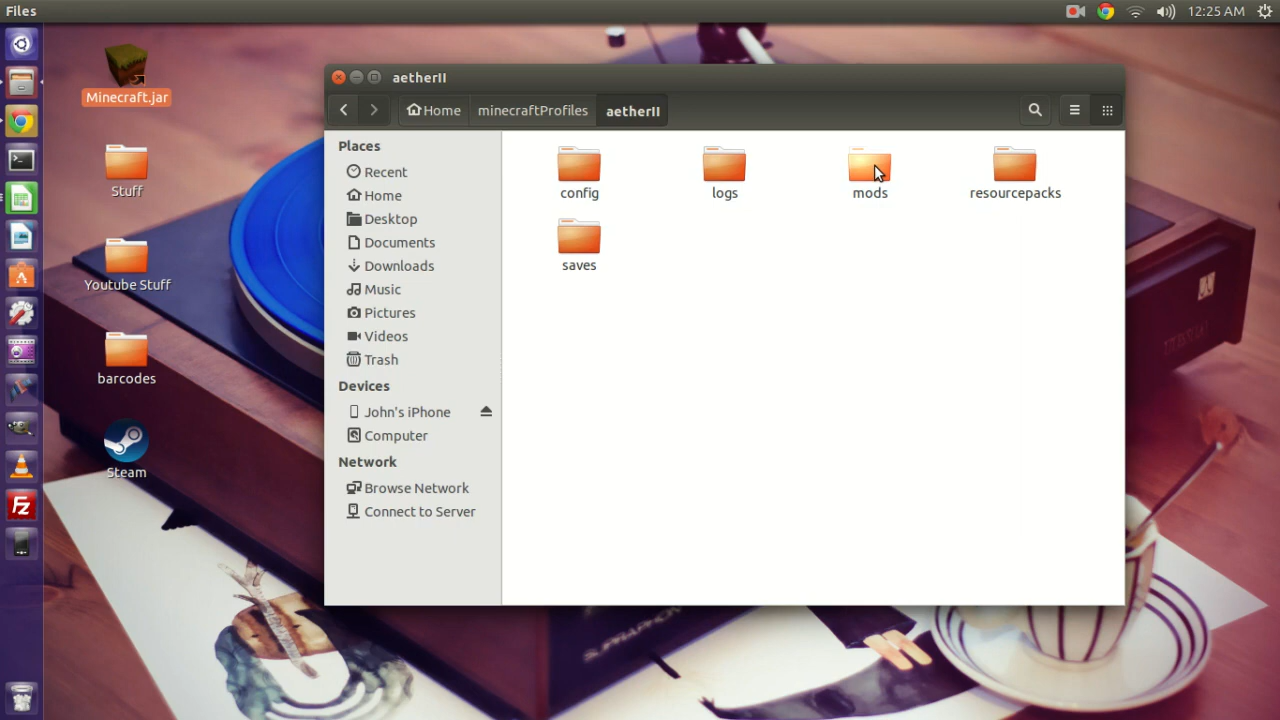 Files
12:25 AM
Minecraft.jar
Stuff
Youtube Stuff
barcodes
Steam
aetherII
Home
minecraftProfiles
aetherII
Places
Recent
Home
Desktop
Documents
Downloads
Music
Pictures
Videos
Trash
Devices
John's iPhone
Computer
Network
Browse Network
Connect to Server
config
logs
mods
resourcepacks
saves
SUPRAPHON
FZ